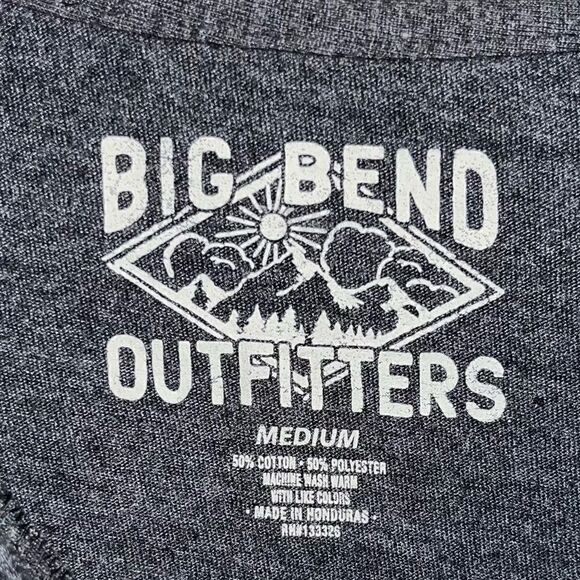 BIG BEND
OUTFITTERS
MEDIUM
50% COTTON • 50% POLYESTER
MACHINE WASH WARM
WITH LIKE COLORS
• MADE IN HONDURAS •
RN#133326